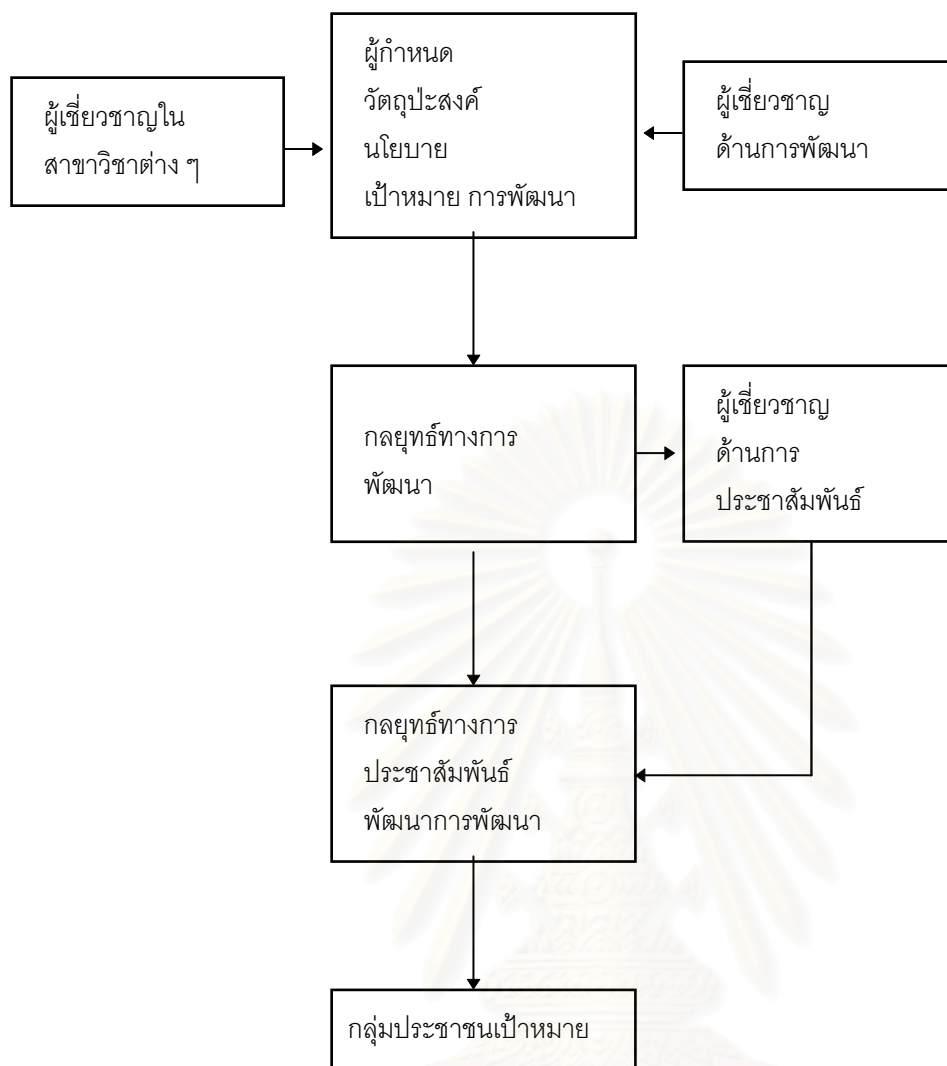 ผู้กำหนด
วัตถุปะสงค์
นโยบาย
เป้าหมาย การพัฒนา
ผู้เชี่ยวชาญใน
สาขาวิชาต่าง ๆ
ผู้เชี่ยวชาญ
ด้านการพัฒนา
กลยุทธ์ทางการ
พัฒนา
ผู้เชี่ยวชาญ
ด้านการ
ประชาสัมพันธ์
กลยุทธ์ทางการ
ประชาสัมพันธ์
พัฒนาการพัฒนา
กลุ่มประชาชนเป้าหมาย